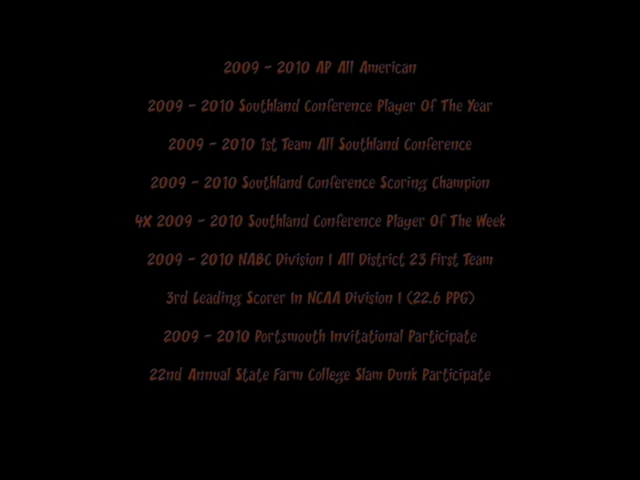 2009 - 2010 AP All American
2009 - 2010 Southland Conference Player Of The Year
2009 - 2010 1st Team All Southland Conference
2009 - 2010 Southland Conference Scoring Champion
4X 2009 - 2010 Southland Conference Player Of The Week
2009 - 2010 NABC Division I All District 23 First Team
3rd Leading Scorer In NCAA Division I (22.6 PPG)
2009 - 2010 Portsmouth Invitational Participate
22nd Annual State Farm College Slam Dunk Participate